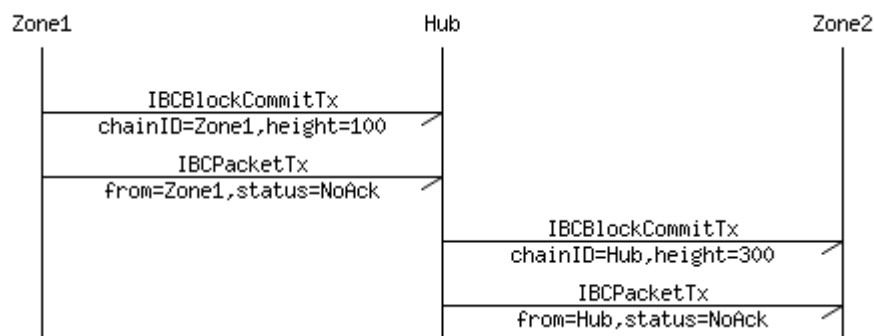 Zone1 Hub Zone2
IBCBlockCommitTx
chainID=Zone1,height=100
IBCPacketTx
from=Zone1,status=NoAck
IBCBlockCommitTx
chainID=Hub,height=300
IBCPacketTx
from=Hub,status=NoAck